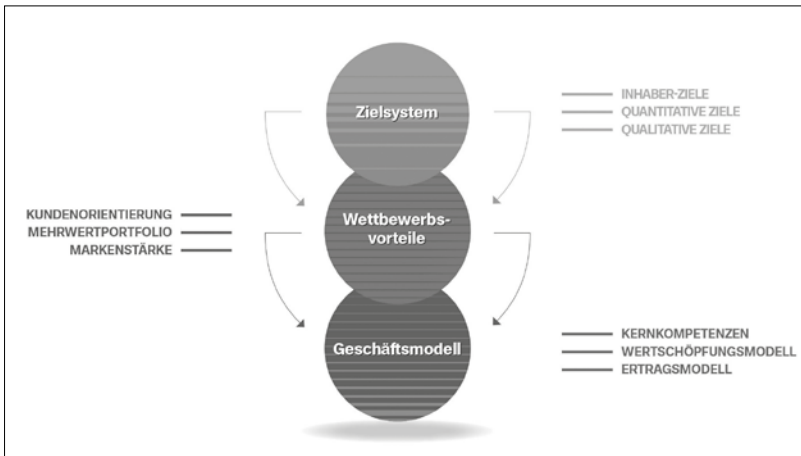 Zielsystem
INHABER-ZIELE
QUANTITATIVE ZIELE
QUALITATIVE ZIELE
KUNDENORIENTIERUNG
MEHRWERTPORTFOLIO
MARKENSTÄRKE
Wettbewerbs-
vorteile
Geschäftsmodell
KERNKOMPETENZEN
WERTSCHÖPFUNGSMODELL
ERTRAGSMODELL